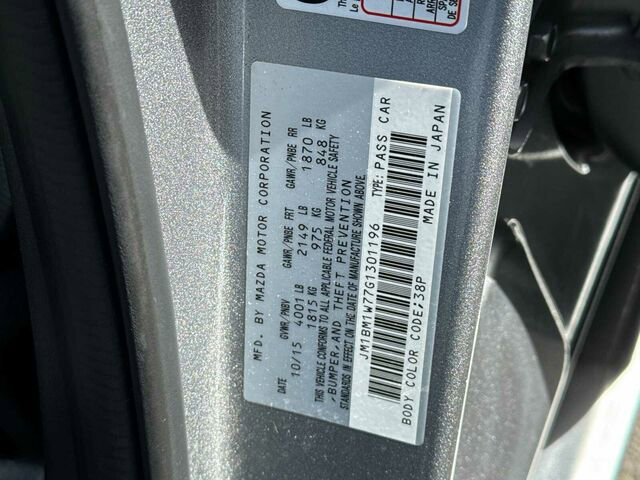 MFD. BY MAZDA MOTOR CORPORATION
DATE GVWR/PNBV GAWR/PNBE FRT GAWR/PNBE RR
10/15 4001 LB 2149 LB 1870 LB
1815 KG 975 KG 848 KG
THIS VEHICLE CONFORMS TO ALL APPLICABLE FEDERAL MOTOR VEHICLE SAFETY
, BUMPER, AND THEFT PREVENTION
STANDARDS IN EFFECT ON THE DATE OF MANUFACTURE SHOWN ABOVE.
JM1BM1W77G1301196 TYPE: PASS CAR
BODY COLOR CODE;38P MADE IN JAPAN